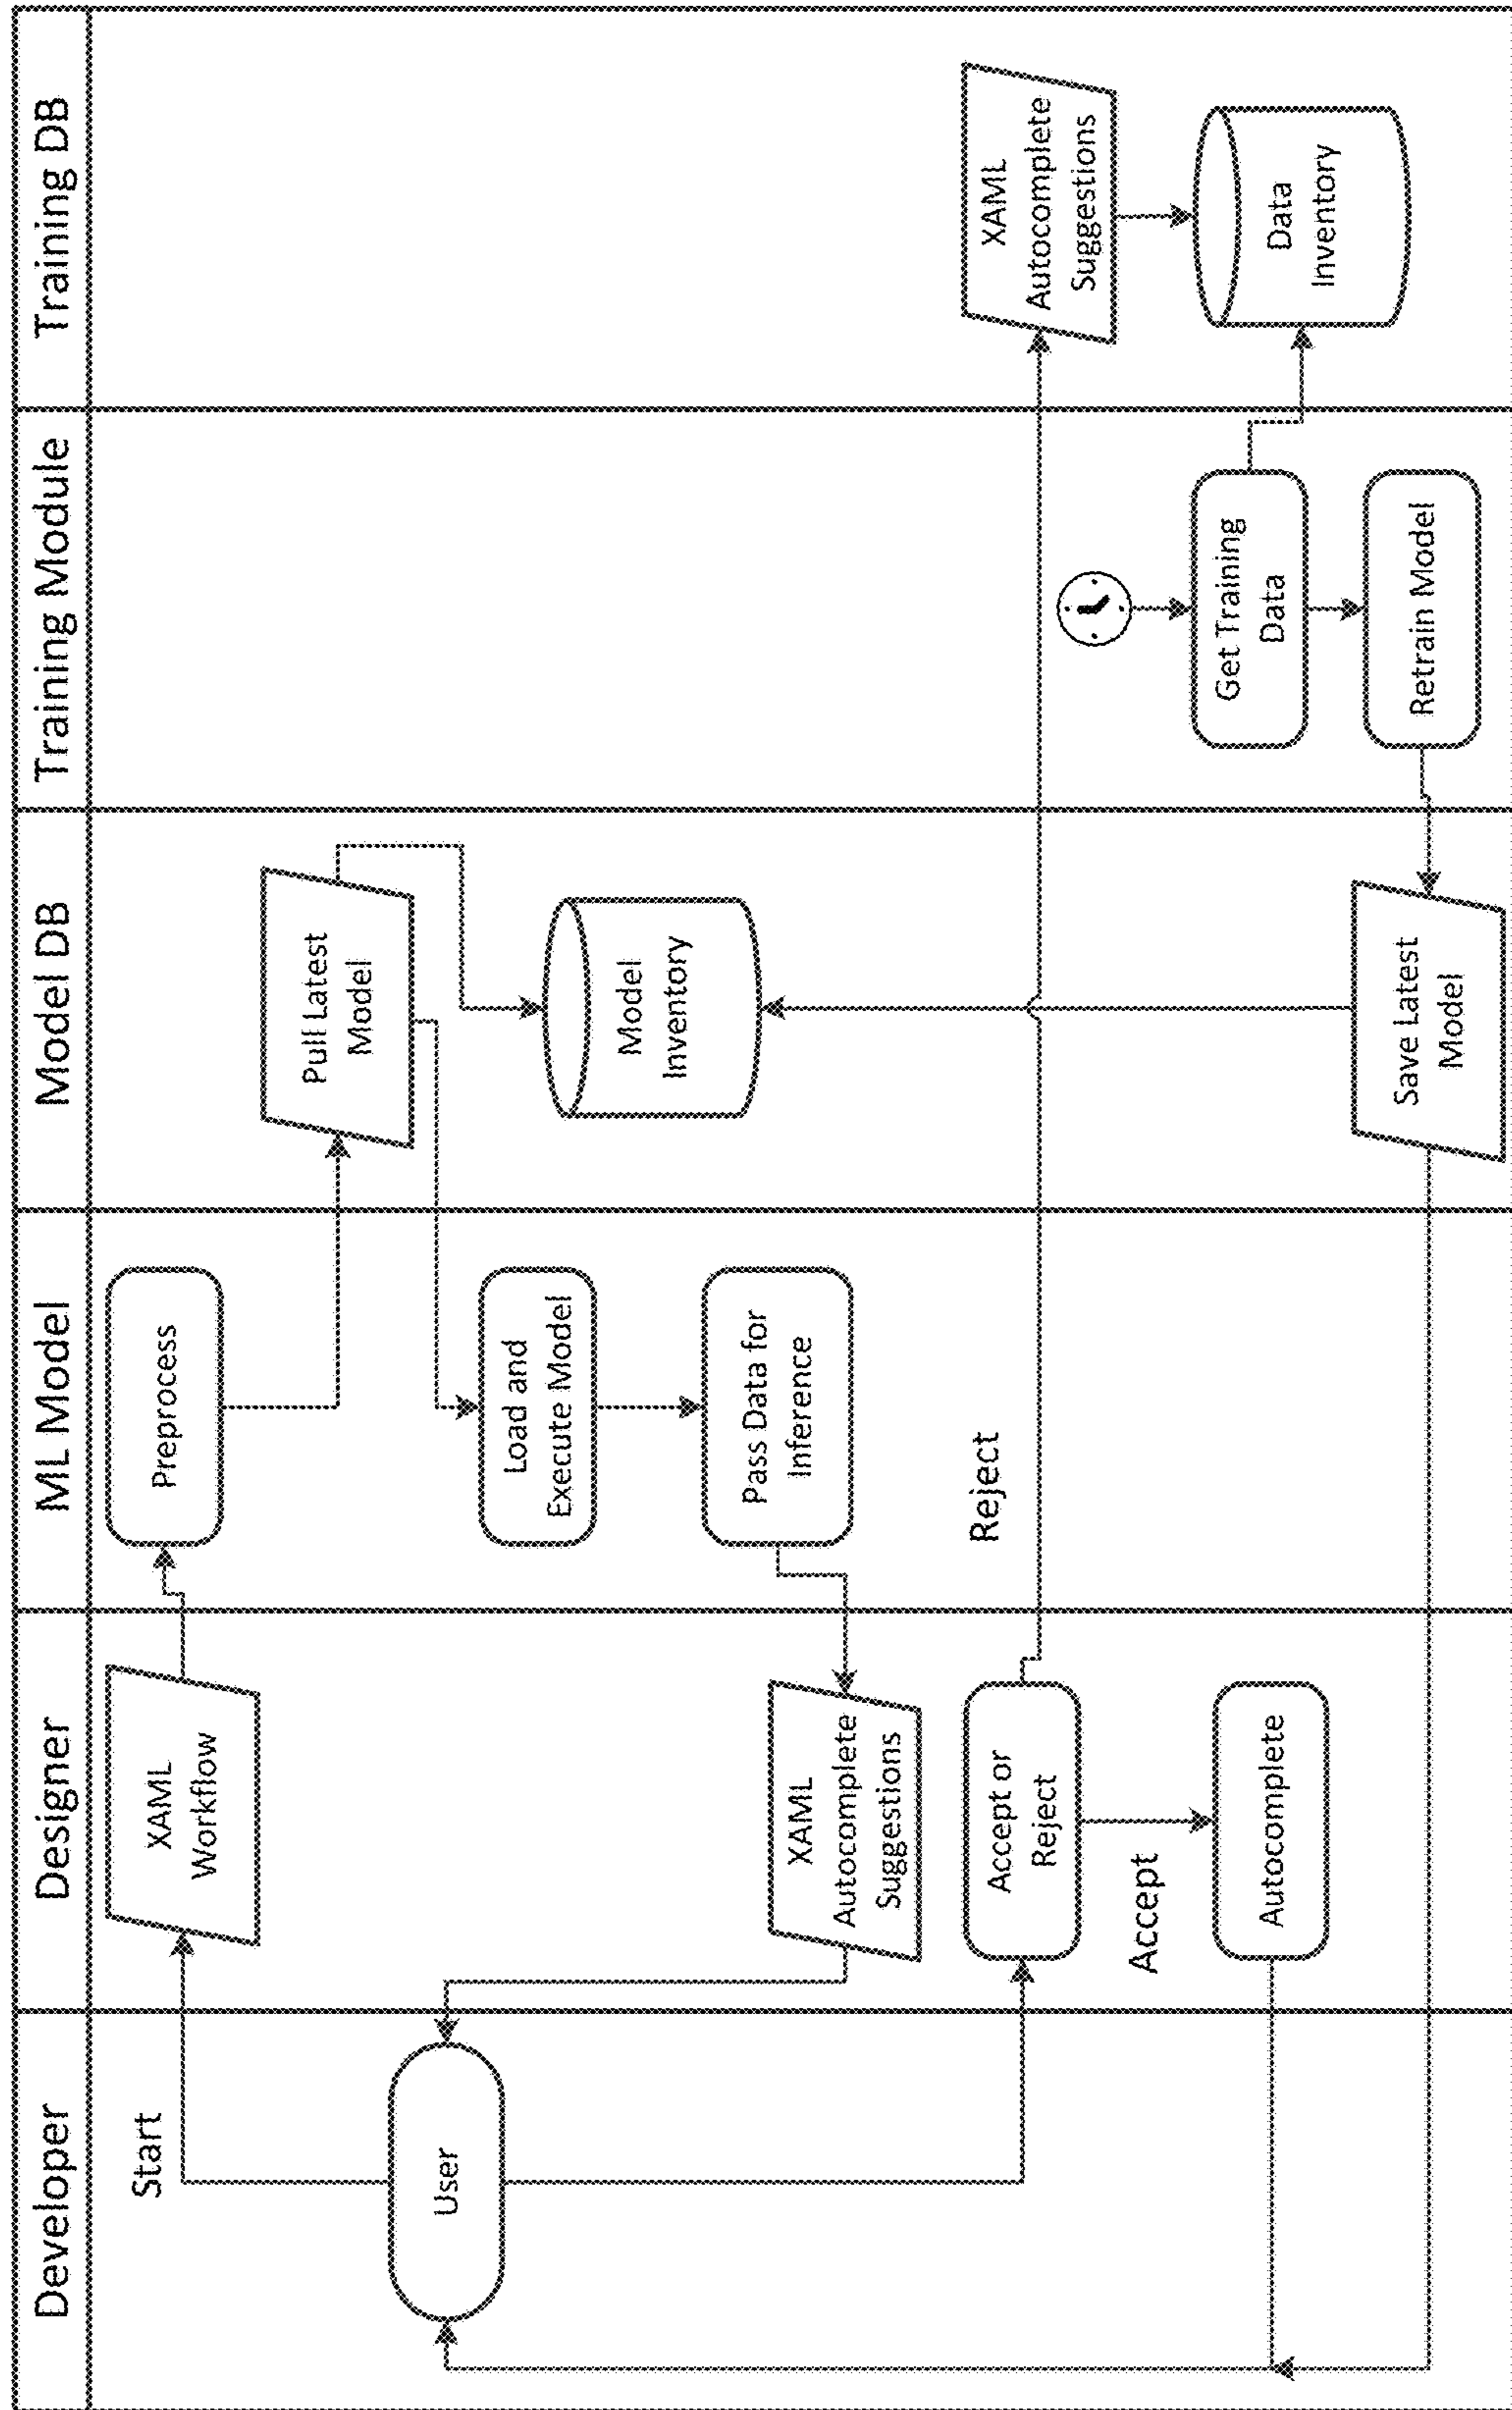 Developer
Designer
ML Model
Model DB
Training Module
Training DB
Start
XAML
Workflow
Preprocess
Pull Latest
Model
User
Load and
Execute Model
Model
Inventory
Pass Data for
Inference
XAML
Autocomplete
Suggestions
Accept or
Reject
Reject
XAML
Autocomplete
Suggestions
Accept
Autocomplete
Get Training
Data
Data
Inventory
Retrain Model
Save Latest
Model